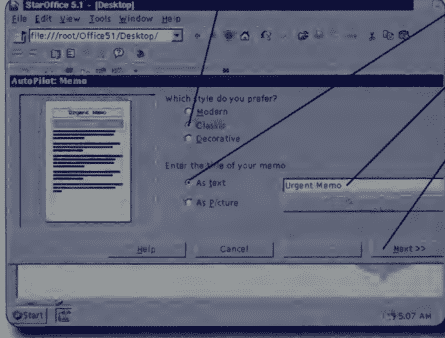 StarOffice 5.1 - [Desktop]
File Edit View Tools Window Help
file:///root/Office51/Desktop/
AutoPilot: Memo
Which style do you prefer?
Urgent Memo
Modern
Classic
Decorative
Enter the title of your memo
As text
Urgent Memo
As Picture
Help
Cancel
Next >>
Start
5:07 AM